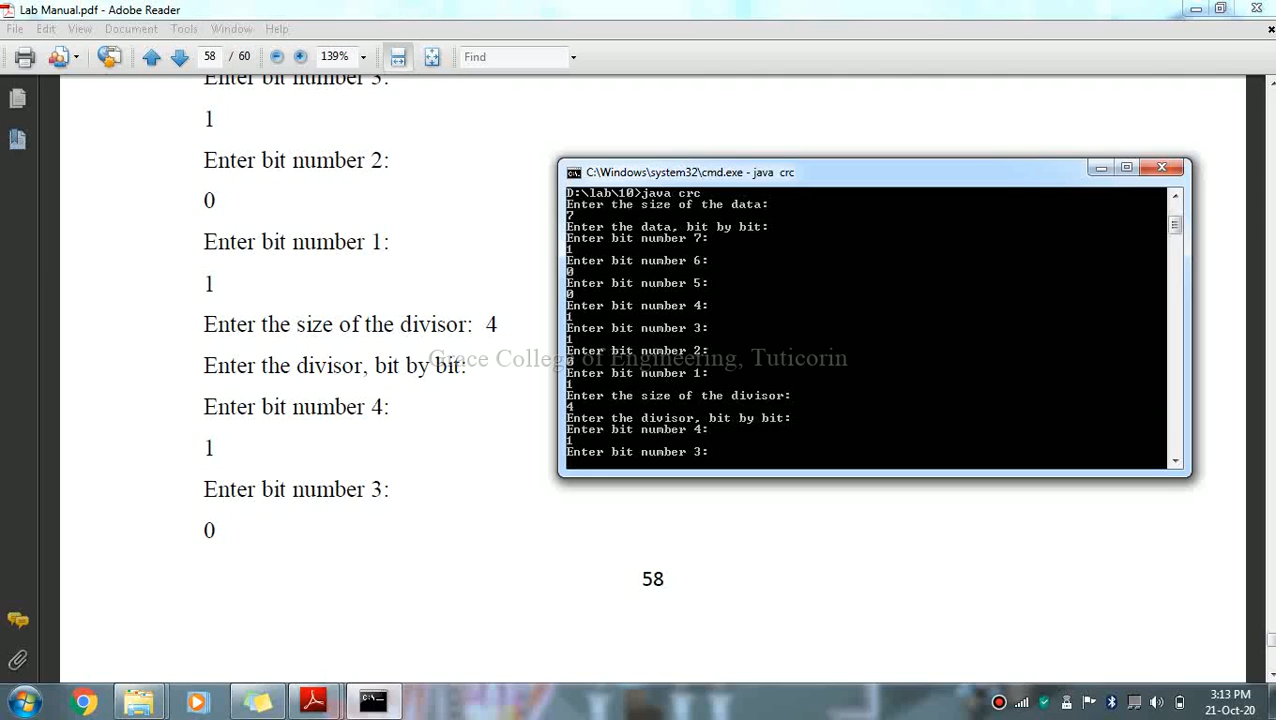 Lab Manual.pdf - Adobe Reader
File Edit View Document Tools Window Help
58 / 60 139% Find
Enter bit number 3:
1
Enter bit number 2:
0
Enter bit number 1:
1
Enter the size of the divisor: 4
Enter the divisor, bit by bit:
Enter bit number 4:
1
Enter bit number 3:
0
58
Grace College of Engineering, Tuticorin
C:\Windows\system32\cmd.exe - java crc
D:\lab\10>java crc
Enter the size of the data:
7
Enter the data, bit by bit:
Enter bit number 7:
1
Enter bit number 6:
0
Enter bit number 5:
0
Enter bit number 4:
1
Enter bit number 3:
1
Enter bit number 2:
0
Enter bit number 1:
1
Enter the size of the divisor:
4
Enter the divisor, bit by bit:
Enter bit number 4:
1
Enter bit number 3:
3:13 PM
21-Oct-20